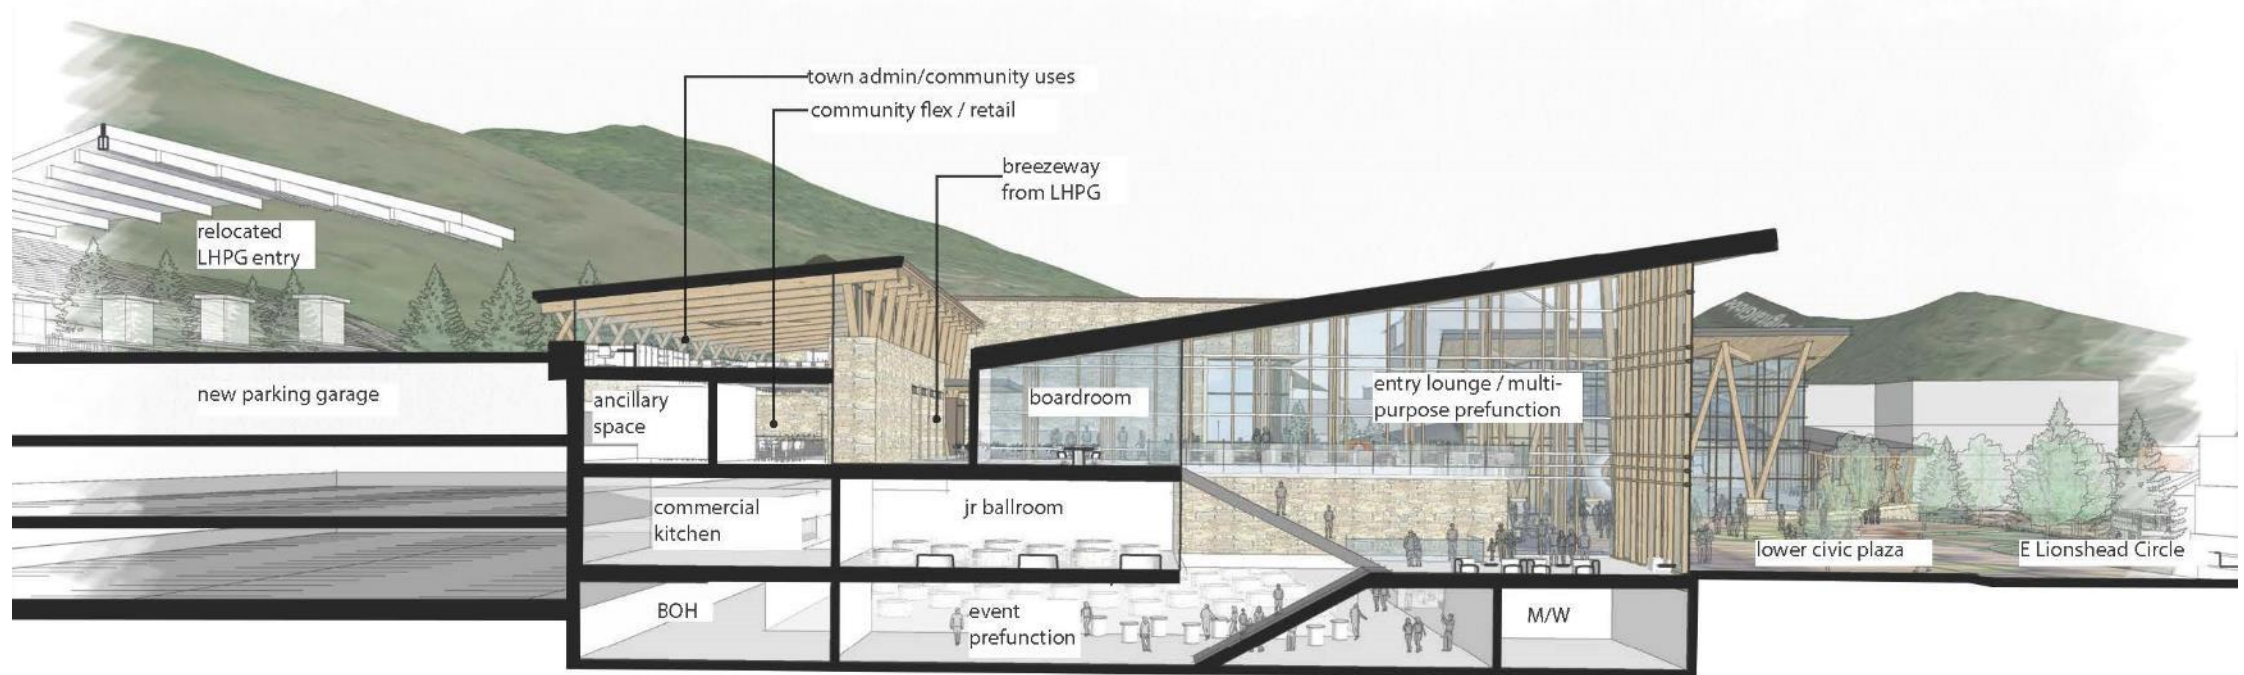 town admin/community uses
community flex / retail
breezeway
from LHPG
relocated
LHPG entry
new parking garage
ancillary
space
boardroom
entry lounge / multi-
purpose prefunction
commercial
kitchen
jr ballroom
lower civic plaza
E Lionshead Circle
BOH
event
prefunction
M/W